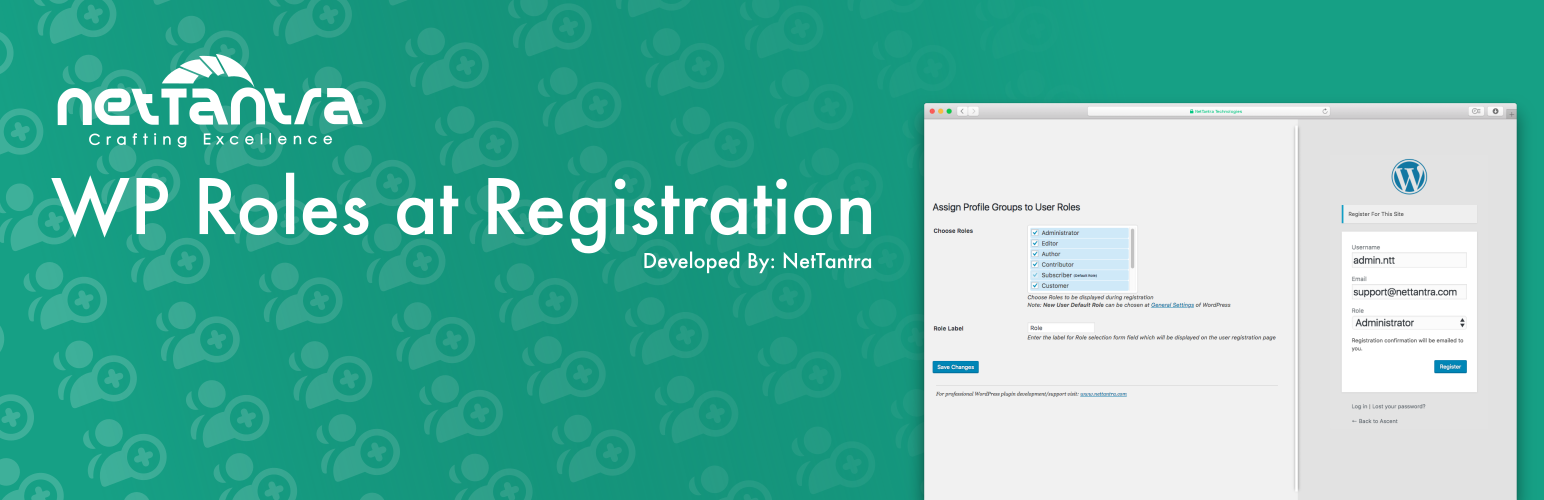 netTantra
Crafting Excellence
WP Roles at Registration
Developed By: NetTantra
NetTantra Technologies
Assign Profile Groups to User Roles
Choose Roles
Administrator
Editor
Author
Contributor
Subscriber (Default Role)
Customer
Choose Roles to be displayed during registration
Note: New User Default Role can be chosen at General Settings of WordPress
Role Label
Role
Enter the label for Role selection form field which will be displayed on the user registration page
Save Changes
For professional WordPress plugin development/support visit: www.nettantra.com
W
Register For This Site
Username
admin.ntt
Email
support@nettantra.com
Role
Administrator
Registration confirmation will be emailed to
you.
Register
Log in | Lost your password?
← Back to Ascent